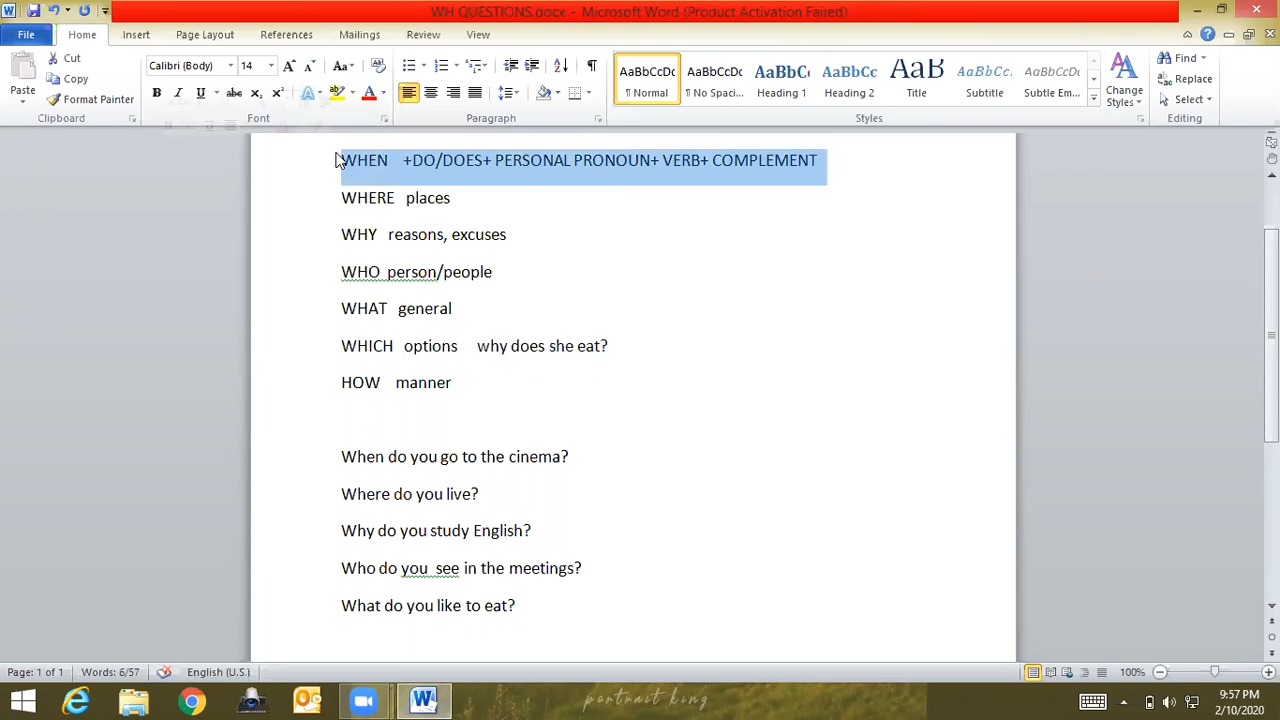 WH QUESTIONS.docx - Microsoft Word (Product Activation Failed)
File Home Insert Page Layout References Mailings Review View
Paste Cut Copy Format Painter Clipboard
Calibri (Body) 14 Font
Paragraph
AaBbCcDc ¶ Normal AaBbCcDc ¶ No Spaci... AaBbCc Heading 1 AaBbCc Heading 2 AaB Title AaBbCc. Subtitle AaBbCcDc Subtle Em... Change Styles Styles
Find Replace Select Editing
WHEN +DO/DOES+ PERSONAL PRONOUN+ VERB+ COMPLEMENT
WHERE places
WHY reasons, excuses
WHO person/people
WHAT general
WHICH options why does she eat?
HOW manner
When do you go to the cinema?
Where do you live?
Why do you study English?
Who do you see in the meetings?
What do you like to eat?
Page: 1 of 1 Words: 6/57 English (U.S.) 100%
portrait king
9:57 PM
2/10/2020